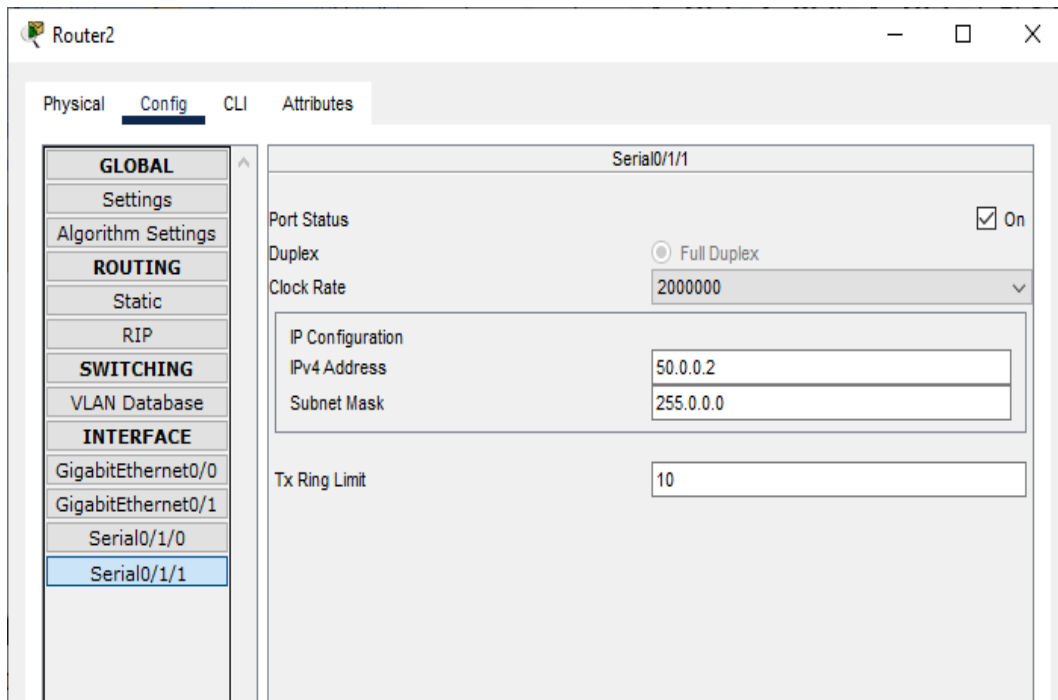 Router2
Physical Config CLI Attributes
GLOBAL
Settings
Algorithm Settings
ROUTING
Static
RIP
SWITCHING
VLAN Database
INTERFACE
GigabitEthernet0/0
GigabitEthernet0/1
Serial0/1/0
Serial0/1/1
Serial0/1/1
Port Status On
Duplex Full Duplex
Clock Rate 2000000
IP Configuration
IPv4 Address 50.0.0.2
Subnet Mask 255.0.0.0
Tx Ring Limit 10